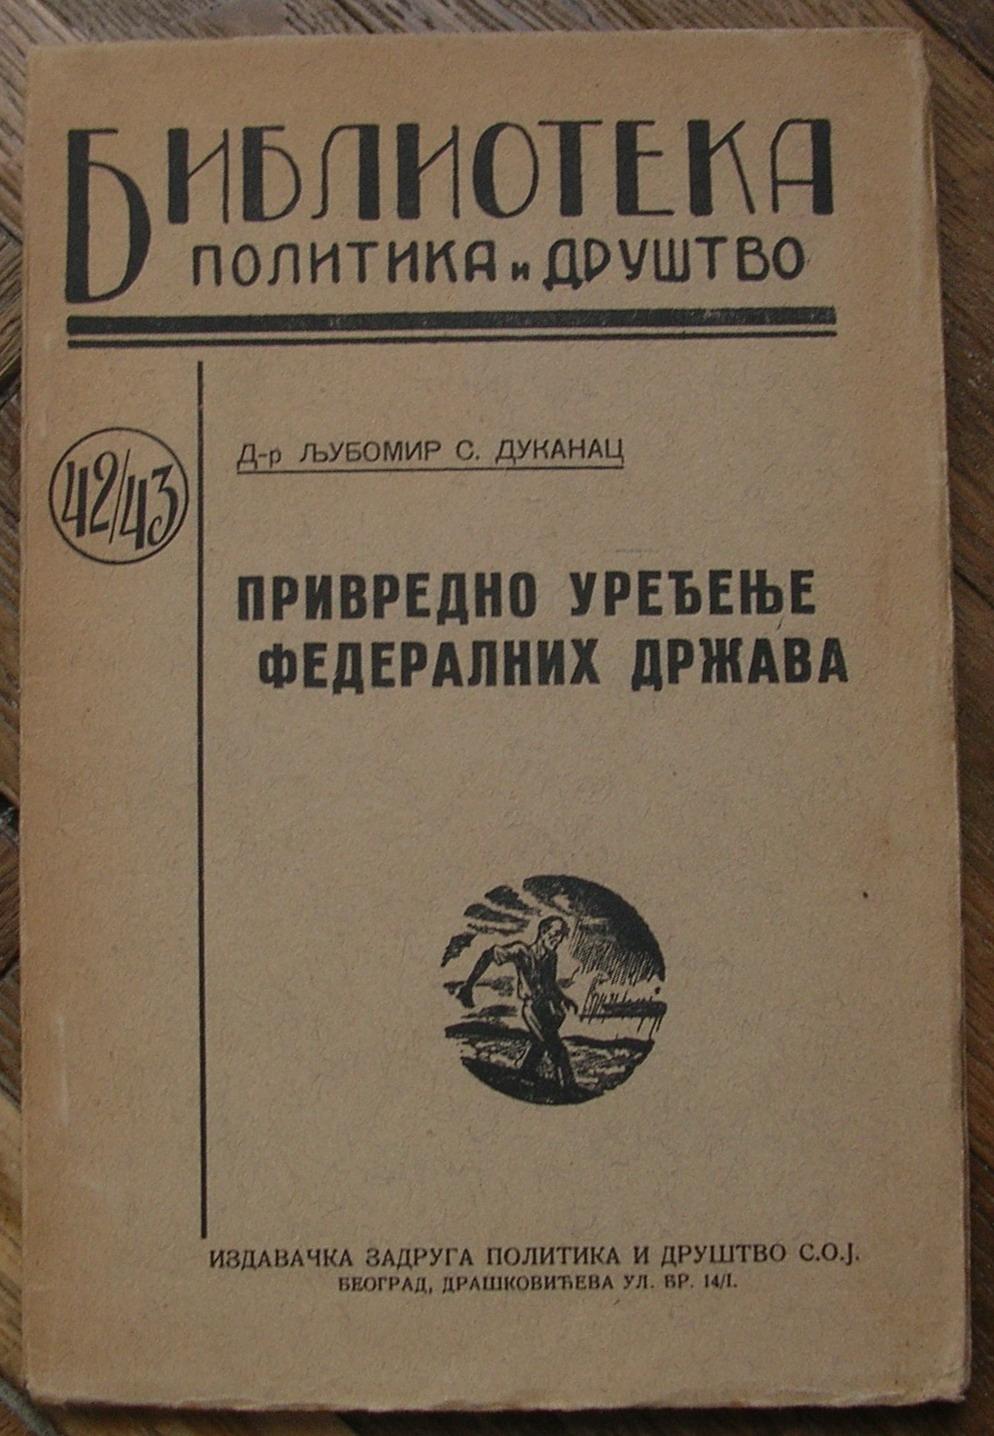 БИБЛИОТЕКА
ПОЛИТИКА и ДРУШТВО
42/43
Д-р ЉУБОМИР С. ДУКАНАЦ
ПРИВРЕДНО УРЕЂЕЊЕ
ФЕДЕРАЛНИХ ДРЖАВА
ИЗДАВАЧКА ЗАДРУГА ПОЛИТИКА И ДРУШТВО С.О.Ј.
БЕОГРАД, ДРАШКОВИЋЕВА УЛ. БР. 14/I.